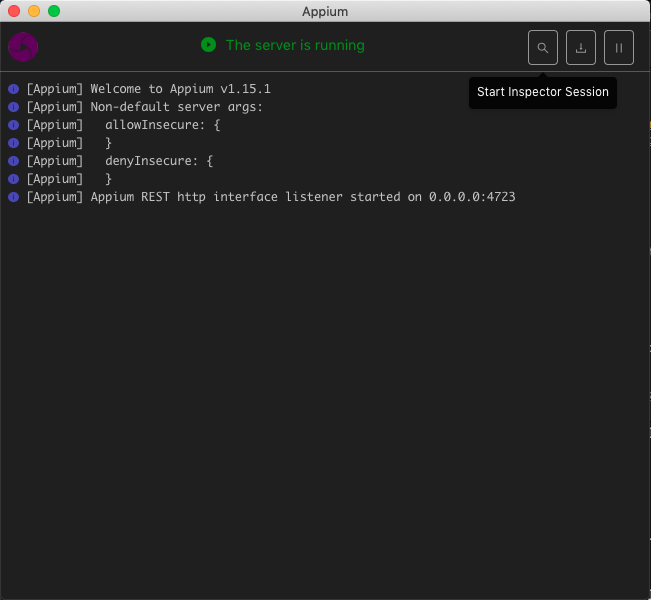 Appium
The server is running
Start Inspector Session
[Appium] Welcome to Appium v1.15.1
[Appium] Non-default server args:
[Appium]   allowInsecure: {
[Appium]   }
[Appium]   denyInsecure: {
[Appium]   }
[Appium] Appium REST http interface listener started on 0.0.0.0:4723